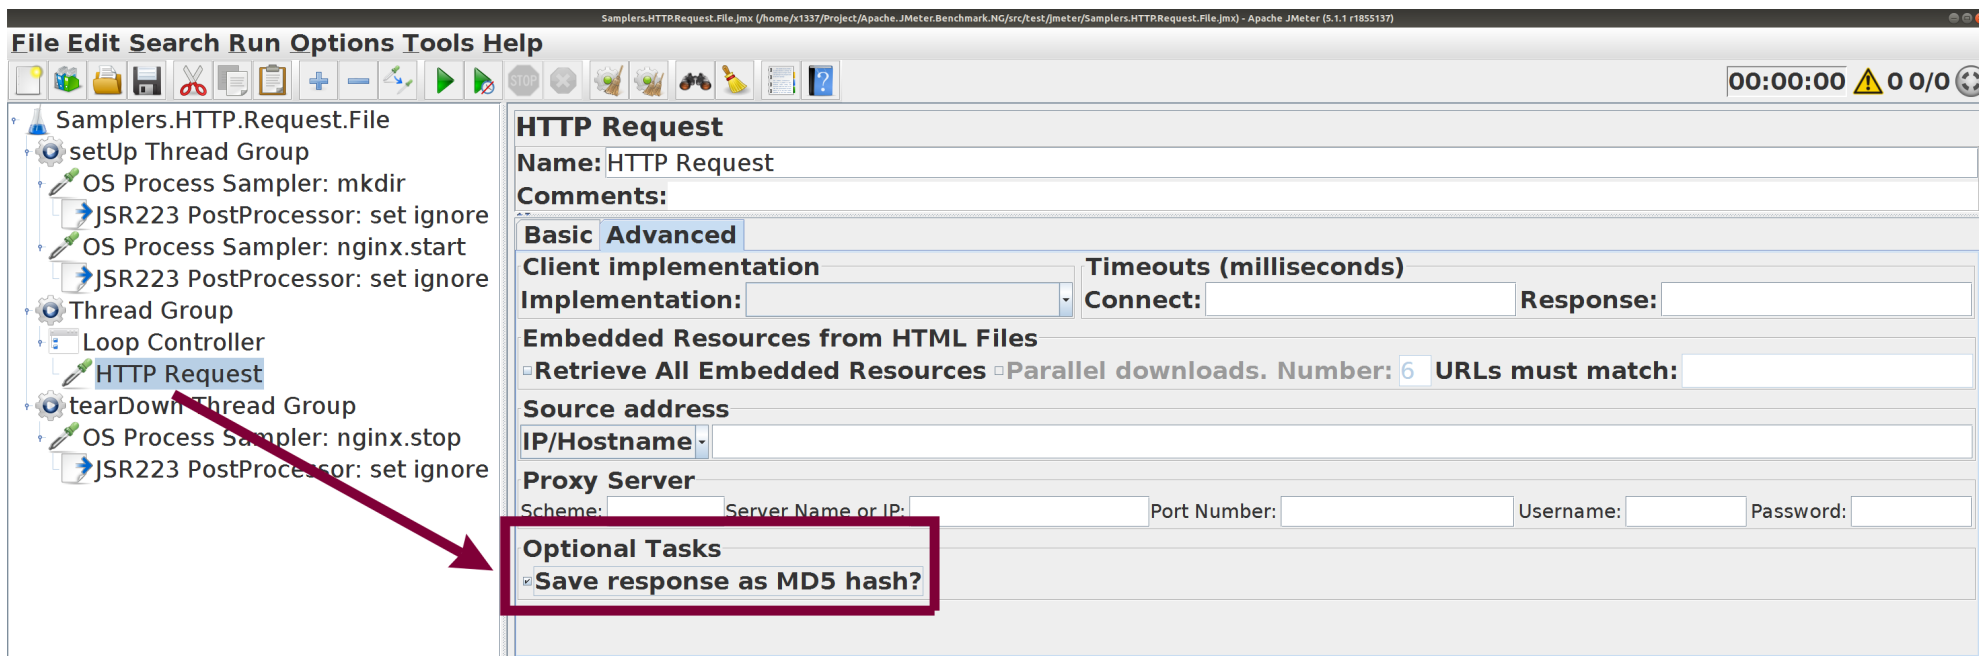 Samplers.HTTP.Request.File.jmx (/home/x1337/Project/Apache.JMeter.Benchmark.NG/src/test/jmeter/Samplers.HTTP.Request.File.jmx) - Apache JMeter (5.1.1 r1855137)
File Edit Search Run Options Tools Help
STOP
00:00:00 0 0/0
Samplers.HTTP.Request.File
setUp Thread Group
OS Process Sampler: mkdir
JSR223 PostProcessor: set ignore
OS Process Sampler: nginx.start
JSR223 PostProcessor: set ignore
Thread Group
Loop Controller
HTTP Request
tearDown Thread Group
OS Process Sampler: nginx.stop
JSR223 PostProcessor: set ignore
HTTP Request
Name: HTTP Request
Comments:
Basic Advanced
Client implementation
Implementation:
Timeouts (milliseconds)
Connect: Response:
Embedded Resources from HTML Files
Retrieve All Embedded Resources Parallel downloads. Number: 6 URLs must match:
Source address
IP/Hostname
Proxy Server
Scheme: Server Name or IP: Port Number: Username: Password:
Optional Tasks
Save response as MD5 hash?